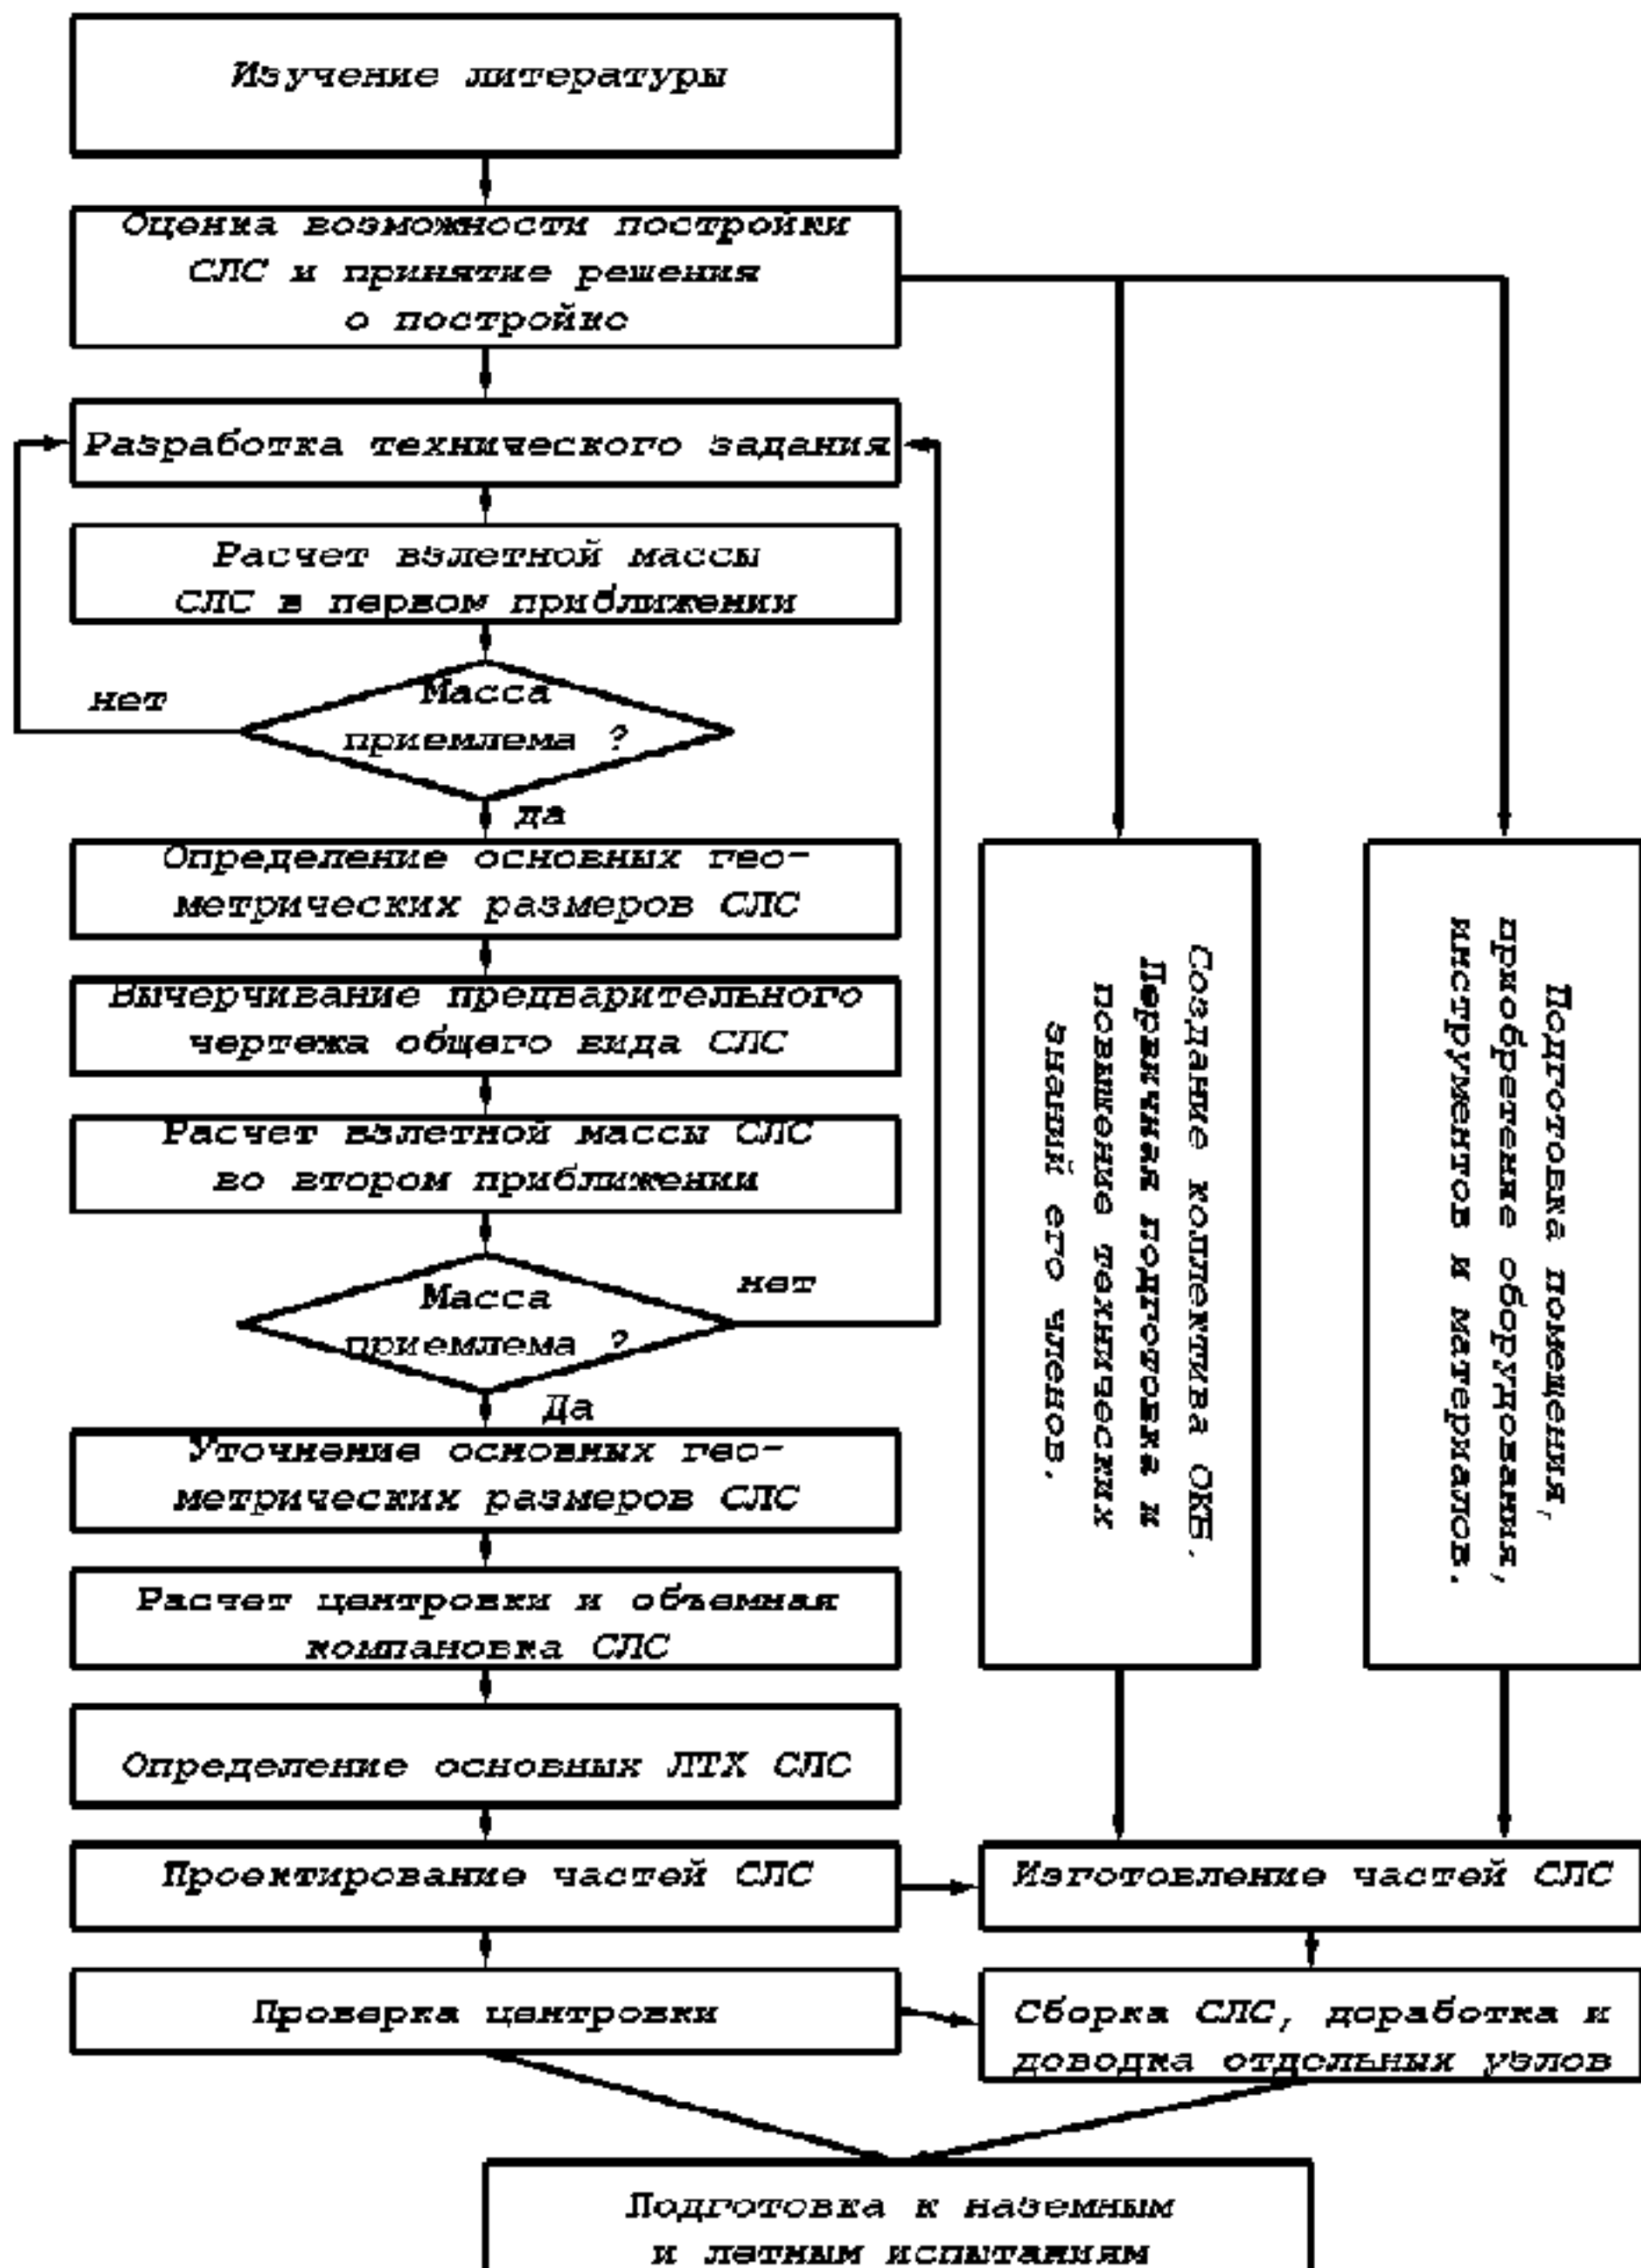 Изучение литературы
Оценка возможности постройки
СЛС и принятие решения
о постройке
Разработка технического задания
Расчет взлетной массы
СЛС в первом приближении
Масса
приемлема ?
нет
да
Определение основных гео-
метрических размеров СЛС
Вычерчивание предварительного
чертежа общего вида СЛС
Расчет взлетной массы СЛС
во втором приближении
Масса
приемлема ?
нет
Да
Уточнение основных гео-
метрических размеров СЛС
Расчет центровки и объемная
компановка СЛС
Определение основных ЛТХ СЛС
Проектирование частей СЛС
Проверка центровки
Создание коллектива ОКБ.
Первичная подготовка и
повышение технических
знаний его членов.
Подготовка помещения,
приобретение оборудования,
инструментов и материалов.
Изготовление частей СЛС
Сборка СЛС, доработка и
доводка отдельных узлов
Подготовка к наземным
и летным испытаниям